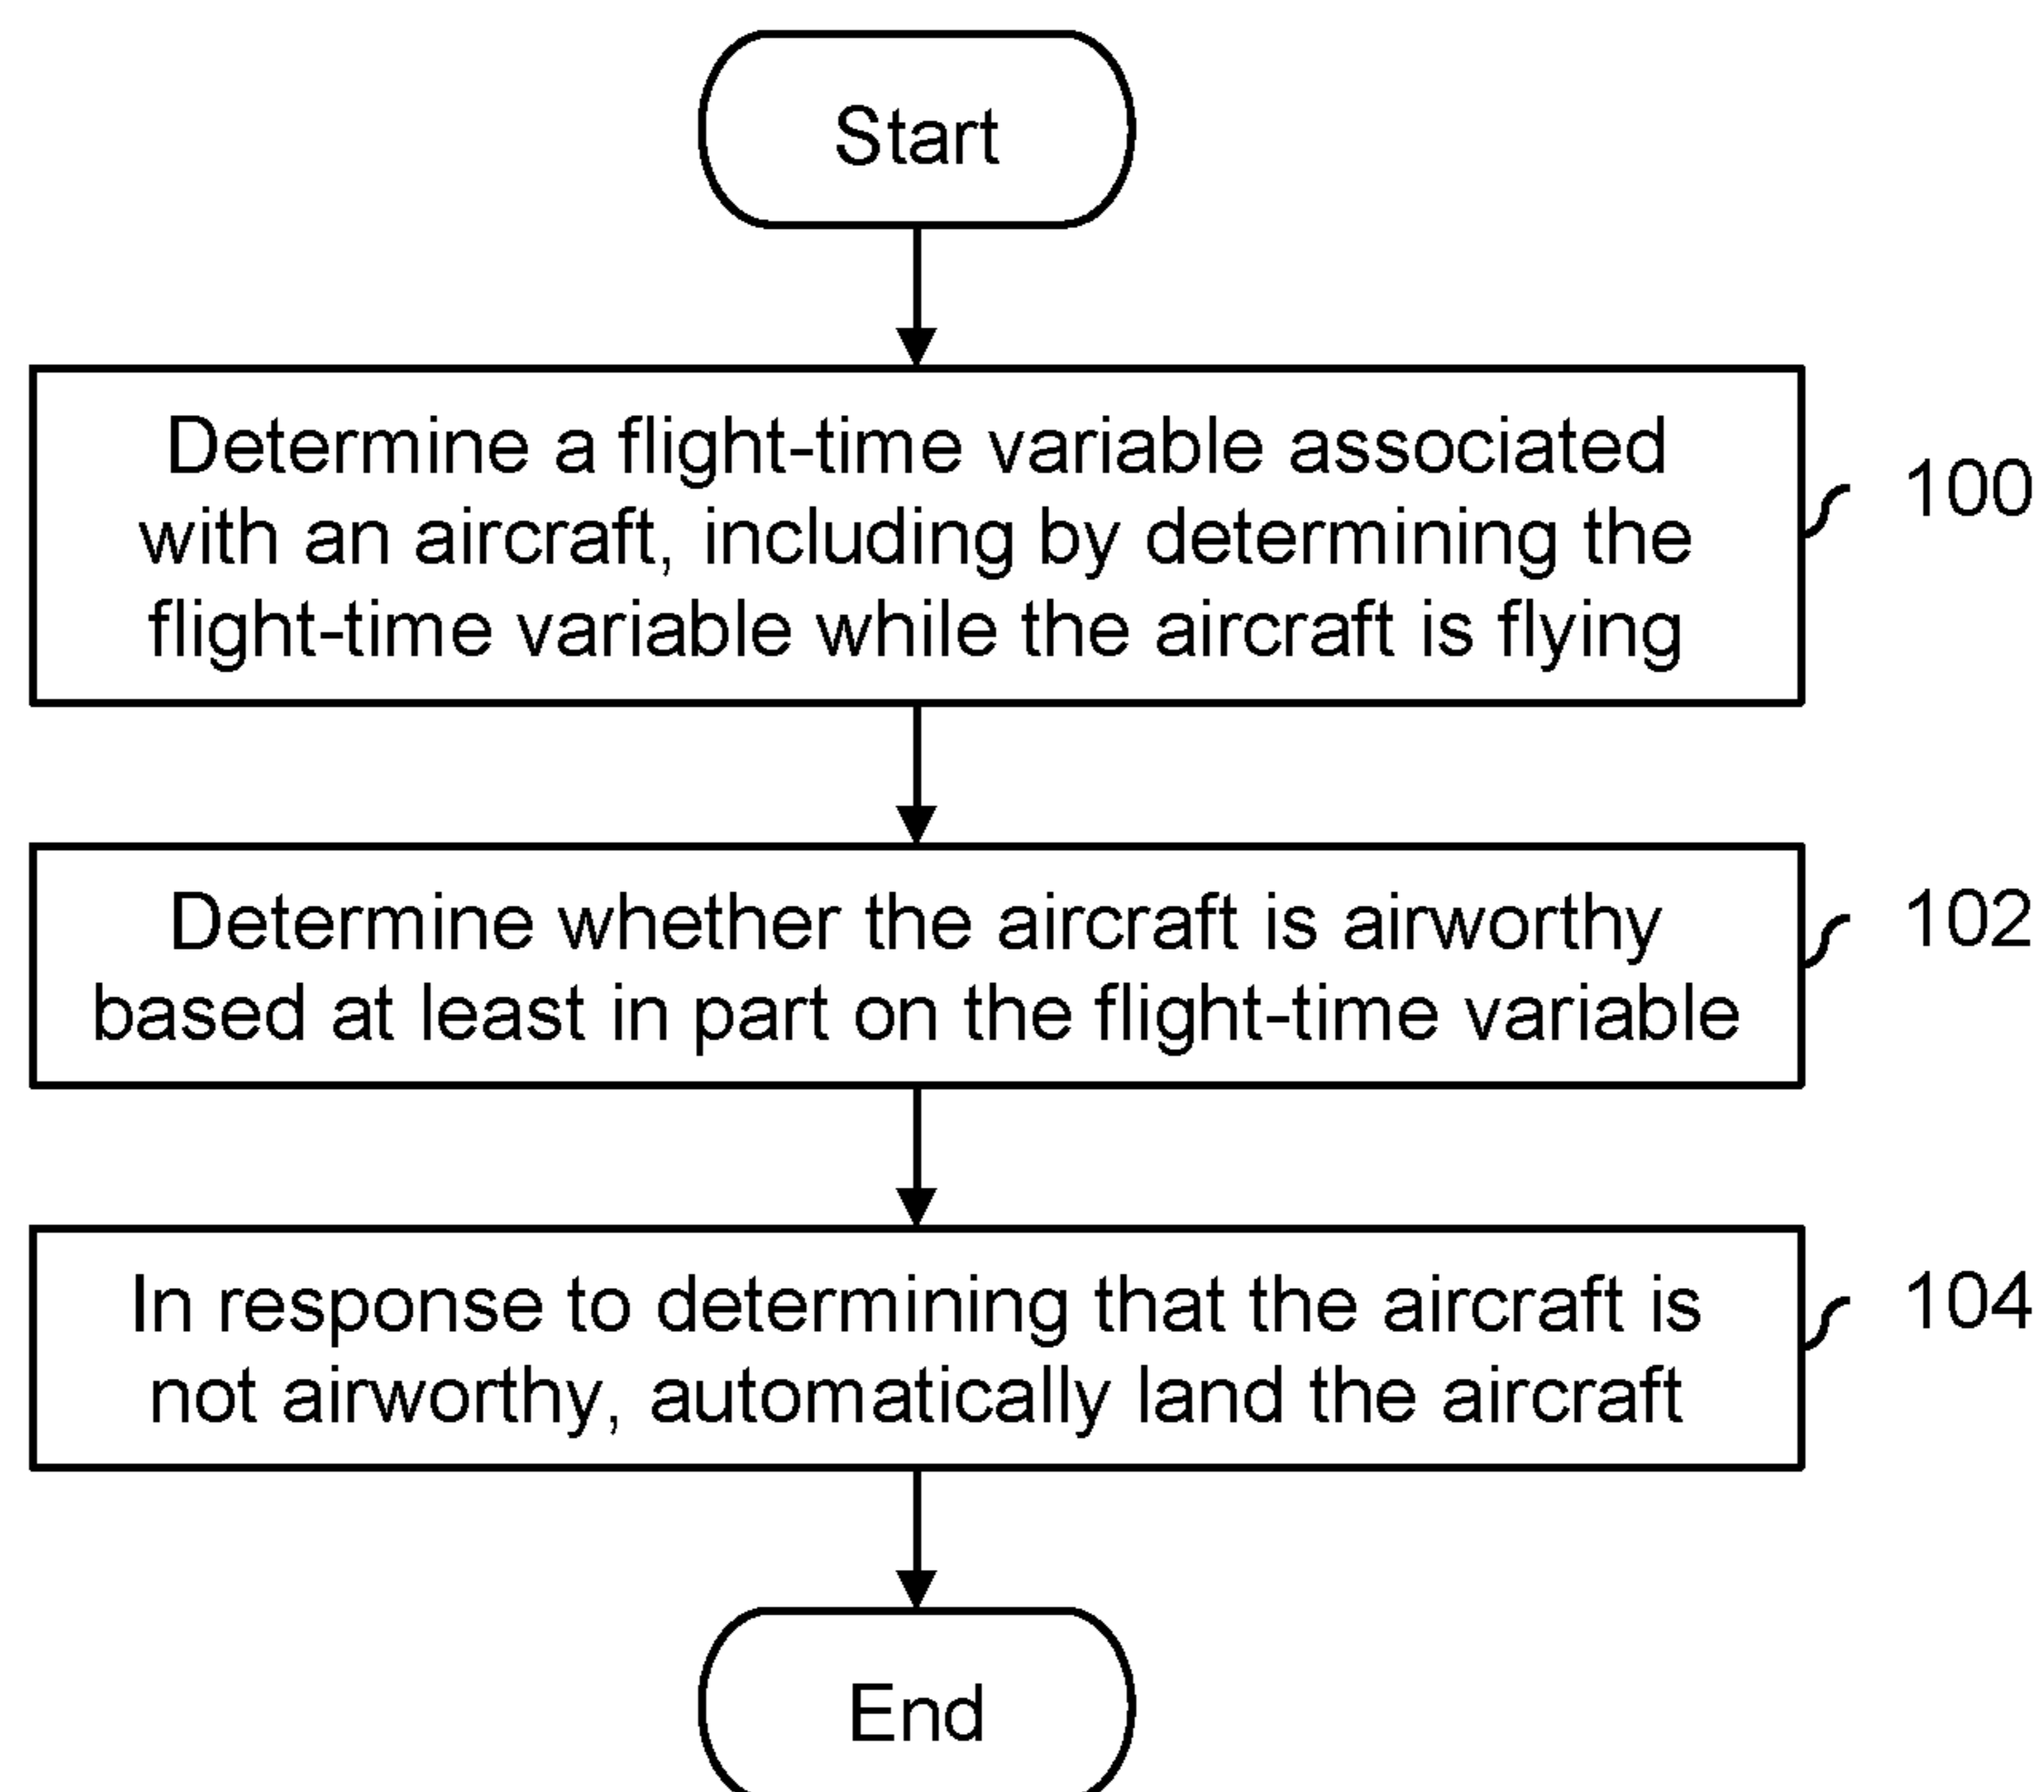 Start
Determine a flight-time variable associated
with an aircraft, including by determining the
flight-time variable while the aircraft is flying
100
Determine whether the aircraft is airworthy
based at least in part on the flight-time variable
102
In response to determining that the aircraft is
not airworthy, automatically land the aircraft
104
End